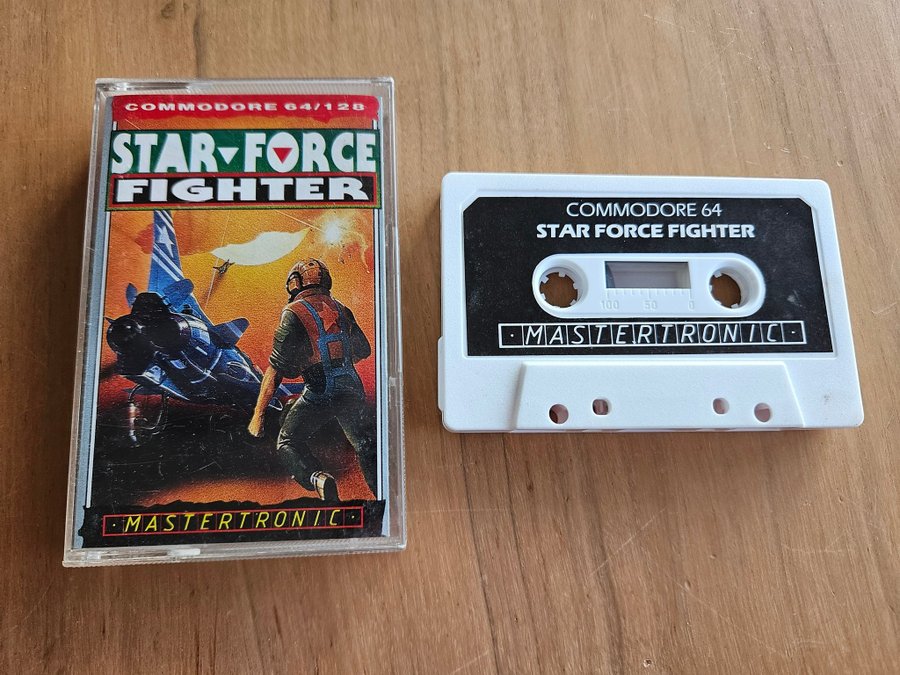 COMMODORE 64/128
STAR FORCE
FIGHTER
· MASTERTRONIC ·
COMMODORE 64
STAR FORCE FIGHTER
100 50 0
· MASTERTRONIC ·